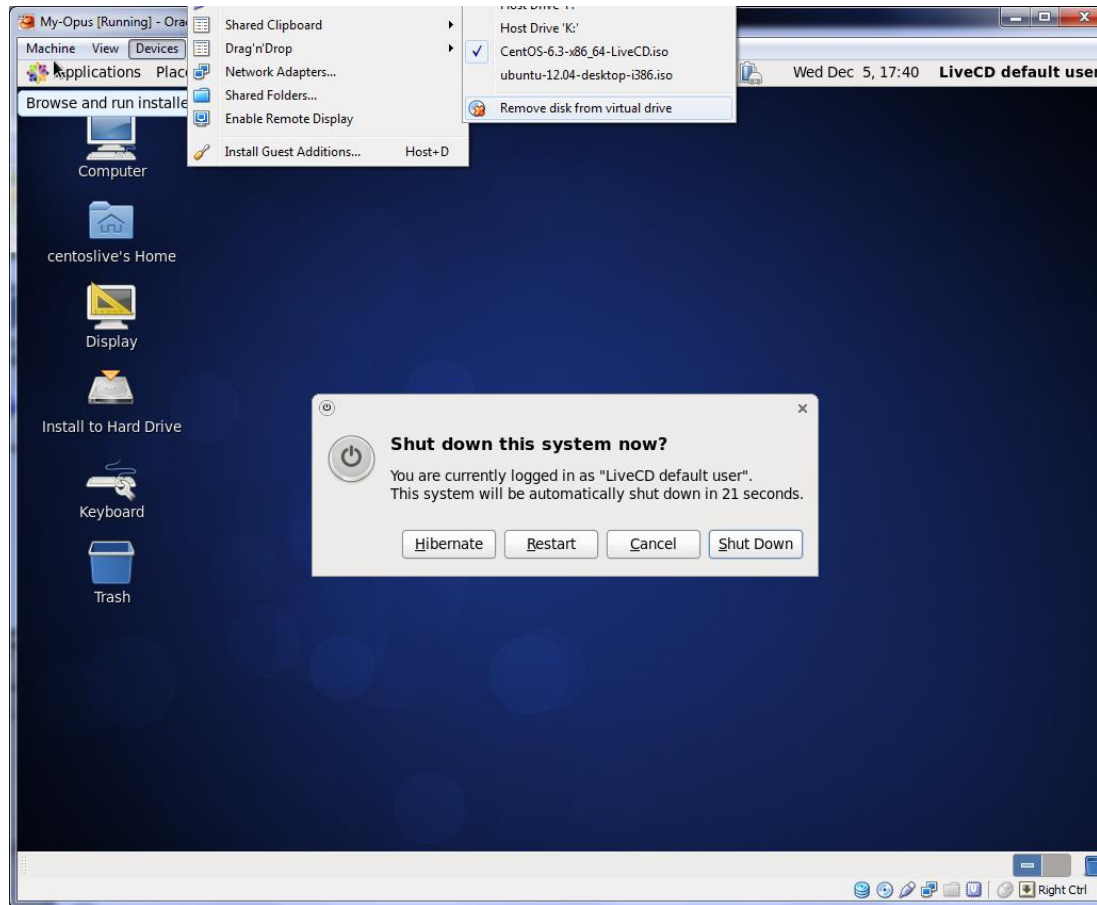 My-Opus [Running] - Ora
Machine View Devices
Applications Plac
Browse and run installe
Shared Clipboard
Drag'n'Drop
Network Adapters...
Shared Folders...
Enable Remote Display
Install Guest Additions... Host+D
Host Drive 'K:'
CentOS-6.3-x86_64-LiveCD.iso
ubuntu-12.04-desktop-i386.iso
Remove disk from virtual drive
Wed Dec 5, 17:40 LiveCD default user
Computer
centoslive's Home
Display
Install to Hard Drive
Keyboard
Trash
Shut down this system now?
You are currently logged in as "LiveCD default user".
This system will be automatically shut down in 21 seconds.
Hibernate Restart Cancel Shut Down
Right Ctrl